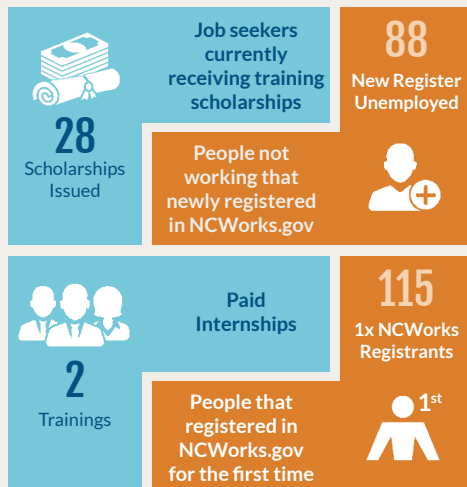 28
Scholarships
Issued
Job seekers
currently
receiving training
scholarships
88
New Register
Unemployed
People not
working that
newly registered
in NCWorks.gov
2
Trainings
Paid
Internships
115
1x NCWorks
Registrants
1st
People that
registered in
NCWorks.gov
for the first time